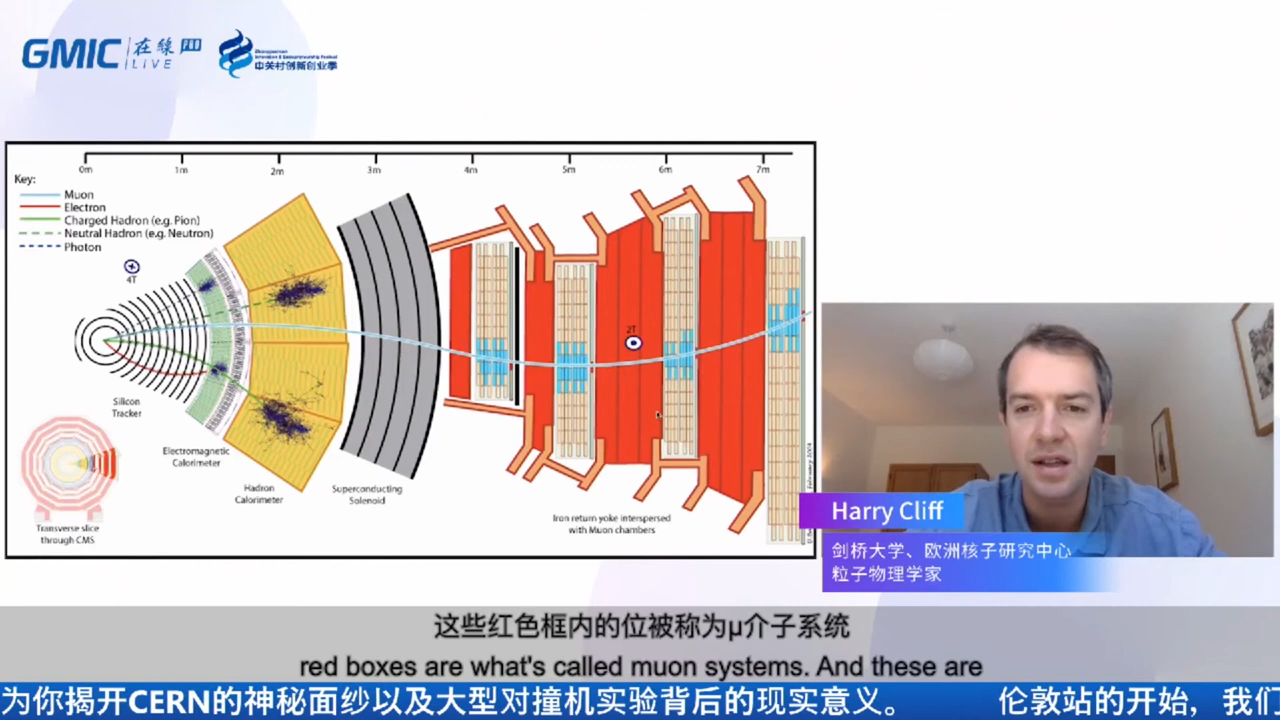 GMIC 在線 PRO
LIVE
中关村创新创业季
0m 1m 2m 3m 4m 5m 6m 7m
Key:
Muon
Electron
Charged Hadron (e.g. Pion)
Neutral Hadron (e.g. Neutron)
Photon
4T
2T
Silicon
Tracker
Electromagnetic
Calorimeter
Hadron
Calorimeter
Superconducting
Solenoid
Iron return yoke interspersed
with Muon chambers
Transverse slice
through CMS
Harry Cliff
剑桥大学、欧洲核子研究中心
粒子物理学家
这些红色框内的位被称为μ介子系统
red boxes are what's called muon systems. And these are
为你揭开CERN的神秘面纱以及大型对撞机实验背后的现实意义。 伦敦站的开始，我们